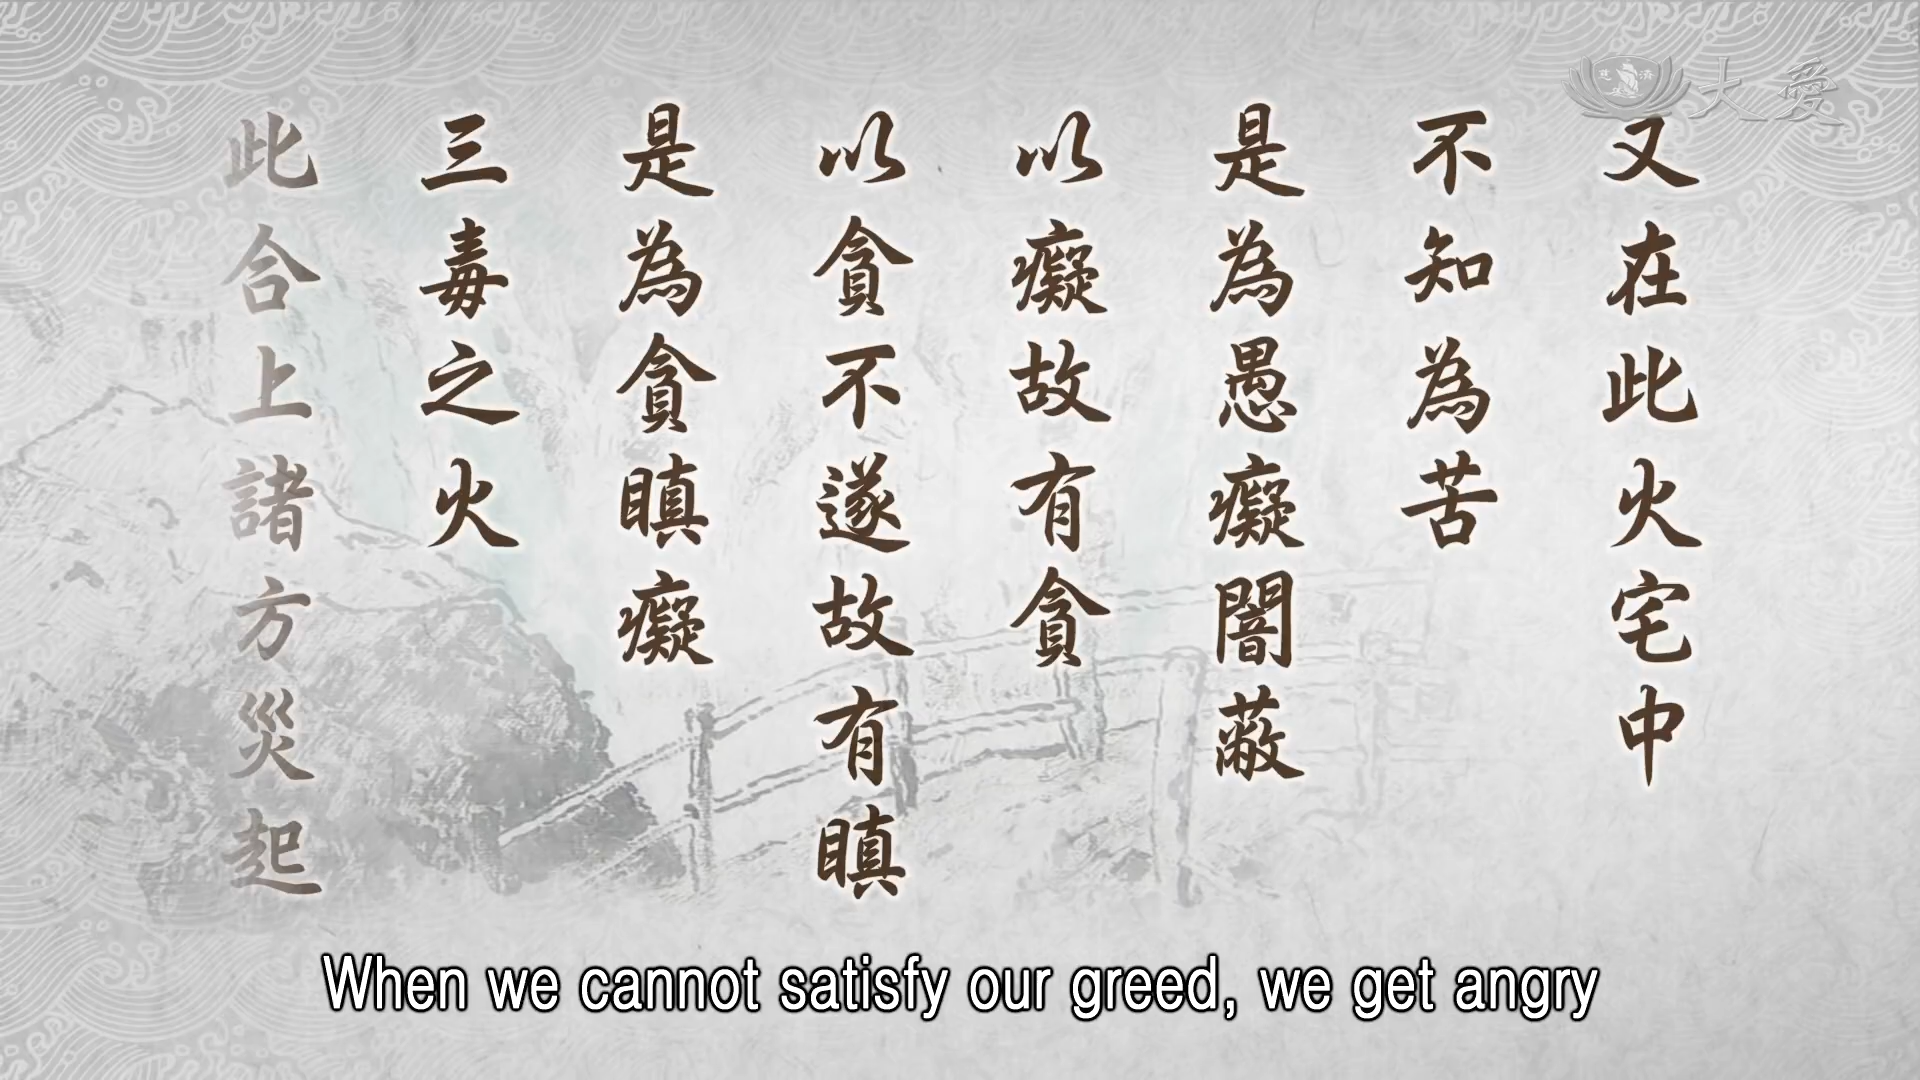 大愛
慈濟
又在此火宅中
不知為苦
是為愚癡闇蔽
以癡故有貪
以貪不遂故有瞋
是為貪瞋癡
三毒之火
此合上諸方災起
When we cannot satisfy our greed, we get angry